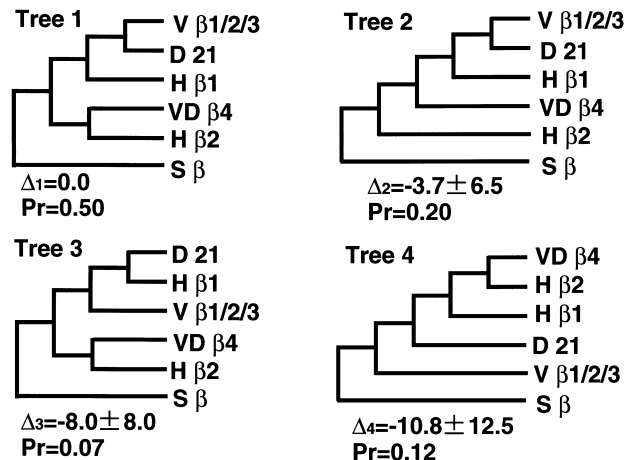 Tree 1
V β1/2/3
D 21
H β1
VD β4
H β2
S β
Δ1=0.0
Pr=0.50
Tree 2
V β1/2/3
D 21
H β1
VD β4
H β2
S β
Δ2=-3.7±6.5
Pr=0.20
Tree 3
D 21
H β1
V β1/2/3
VD β4
H β2
S β
Δ3=-8.0±8.0
Pr=0.07
Tree 4
VD β4
H β2
H β1
D 21
V β1/2/3
S β
Δ4=-10.8±12.5
Pr=0.12